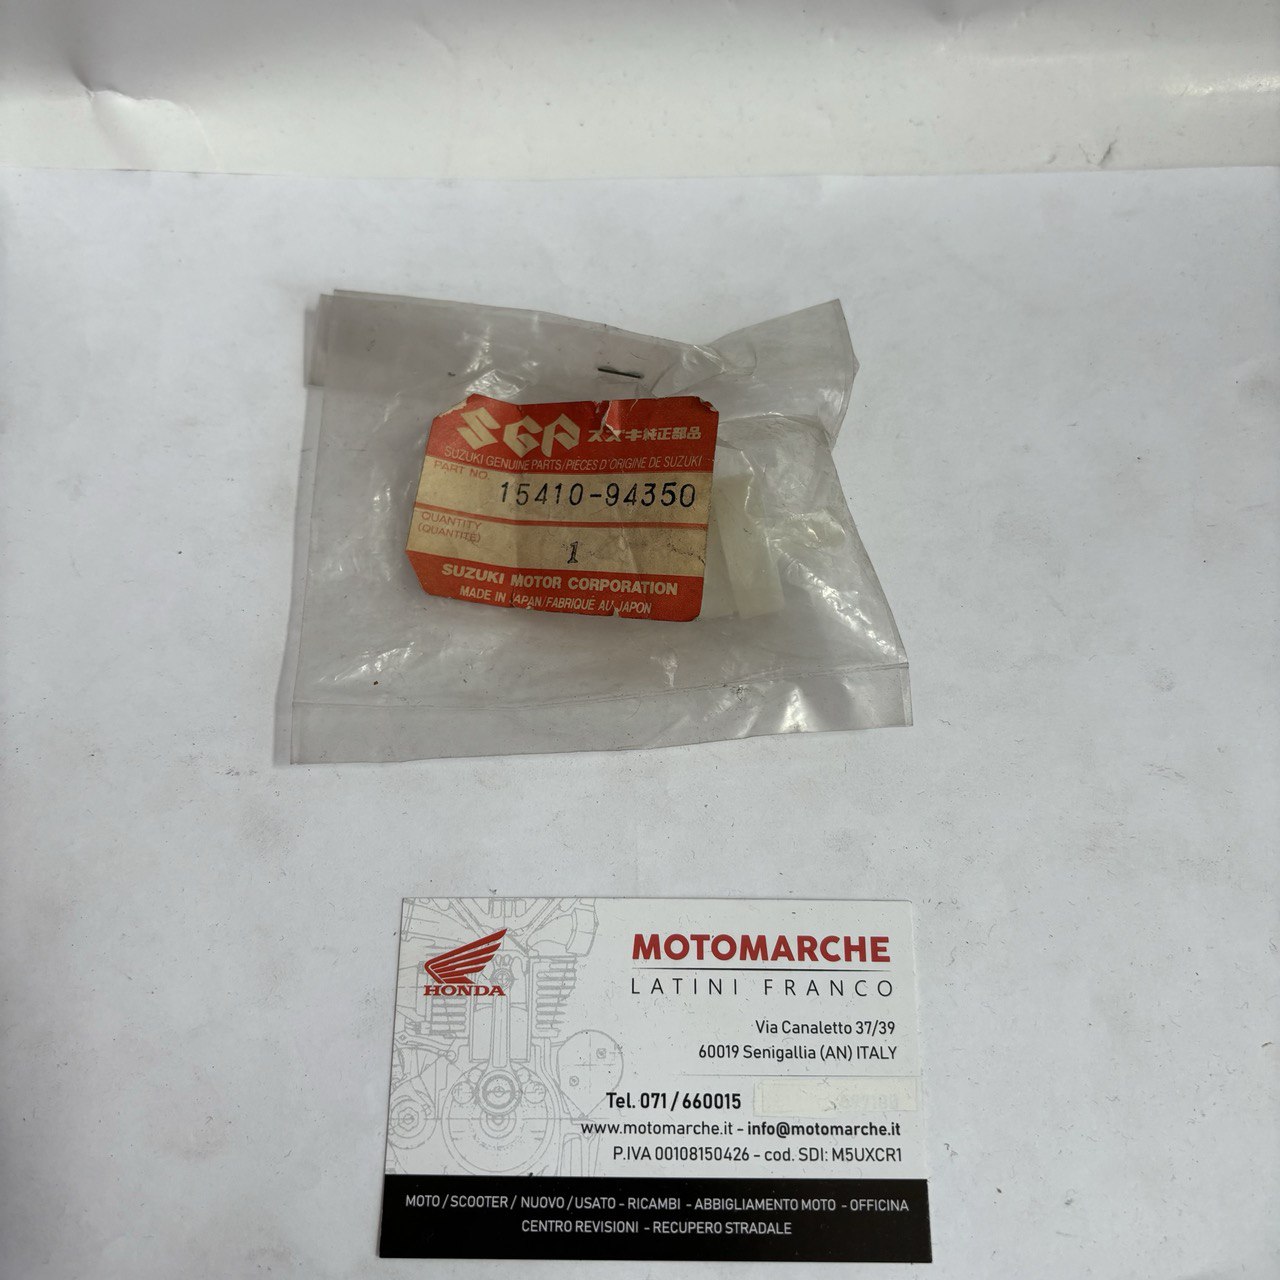 SGP スズキ純正部品
SUZUKI GENUINE PARTS/PIÈCES D'ORIGINE DE SUZUKI
PART NO.
15410-94350
QUANTITY
(QUANTITÉ)
1
SUZUKI MOTOR CORPORATION
MADE IN JAPAN/FABRIQUÉ AU JAPON
HONDA
MOTOMARCHE
LATINI FRANCO
Via Canaletto 37/39
60019 Senigallia (AN) ITALY
Tel. 071 / 660015
www.motomarche.it - info@motomarche.it
P.IVA 00108150426 - cod. SDI: M5UXCR1
MOTO / SCOOTER / NUOVO / USATO - RICAMBI - ABBIGLIAMENTO MOTO - OFFICINA
CENTRO REVISIONI - RECUPERO STRADALE